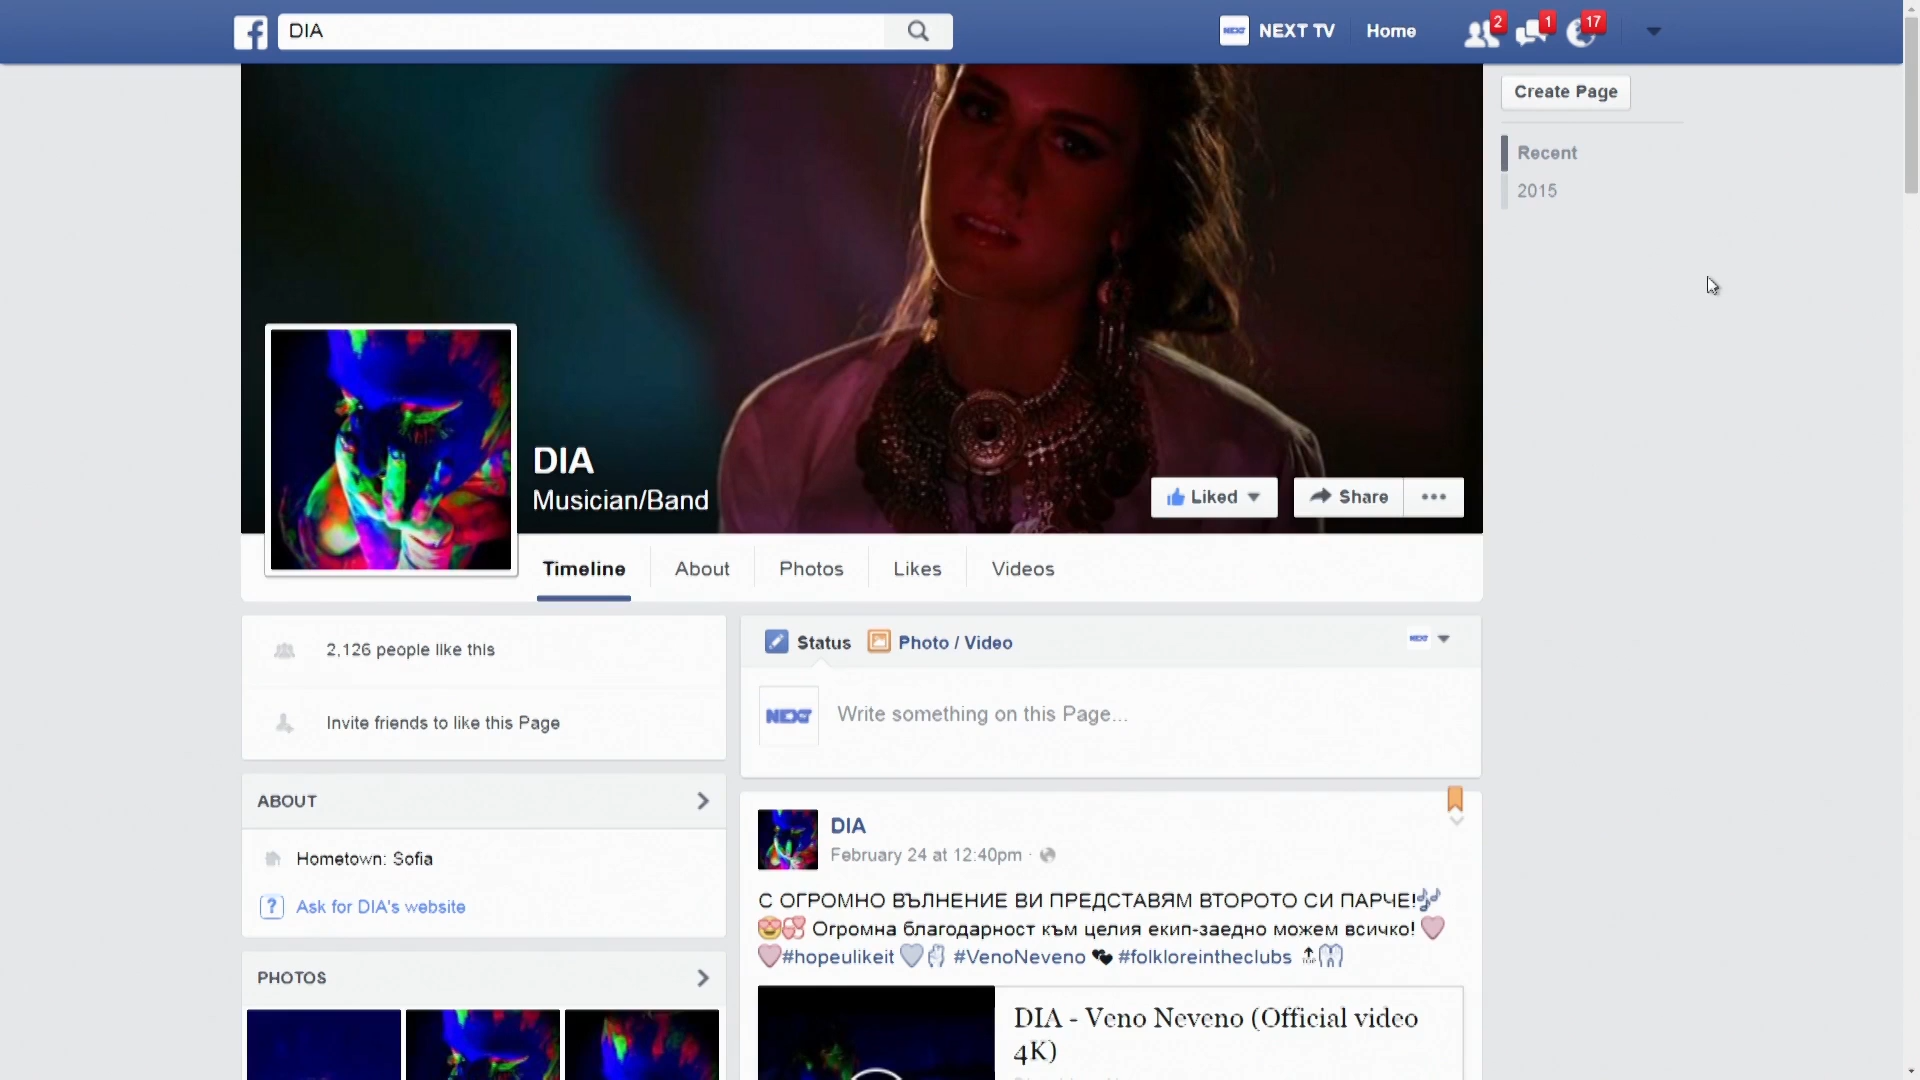 DIA
NEXT TV
Home
2
1
17
Create Page
Recent
2015
DIA
Musician/Band
Liked
Share
Timeline
About
Photos
Likes
Videos
2,126 people like this
Invite friends to like this Page
ABOUT
Hometown: Sofia
? Ask for DIA's website
PHOTOS
Status
Photo / Video
NEXT
NEXT
Write something on this Page...
DIA
February 24 at 12:40pm ·
С ОГРОМНО ВЪЛНЕНИЕ ВИ ПРЕДСТАВЯМ ВТОРОТО СИ ПАРЧЕ!🎶
😍💞 Огромна благодарност към целия екип-заедно можем всичко!
#hopeulikeit #VenoNeveno #folkloreintheclubs 🔝
DIA - Veno Neveno (Official video
4K)